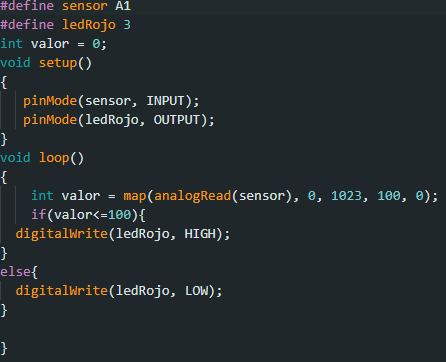 #define sensor A1
#define ledRojo 3
int valor = 0;
void setup()
{
   pinMode(sensor, INPUT);
   pinMode(ledRojo, OUTPUT);
}
void loop()
{
    int valor = map(analogRead(sensor), 0, 1023, 100, 0);
    if(valor<=100){
  digitalWrite(ledRojo, HIGH);
}
else{
  digitalWrite(ledRojo, LOW);
}

}